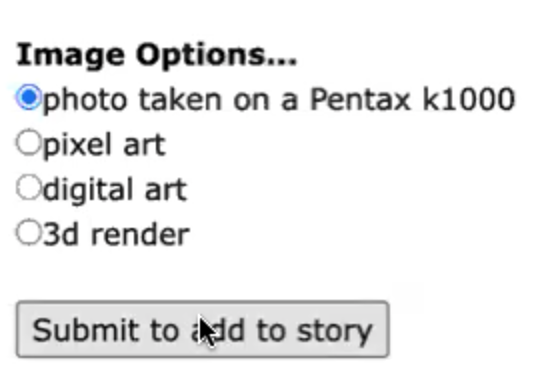 Image Options...
photo taken on a Pentax k1000
pixel art
digital art
3d render
Submit to add to story